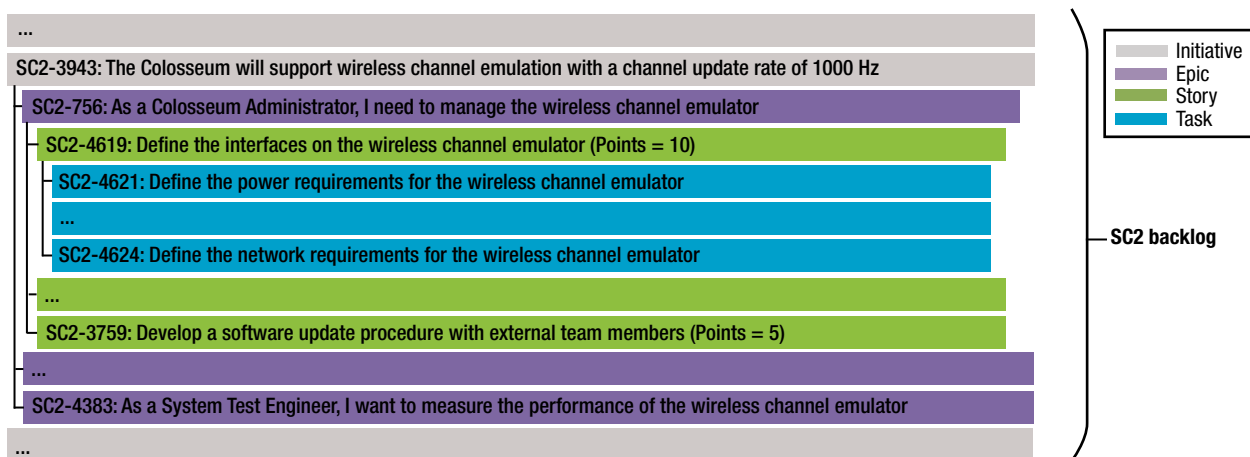 ...
SC2-3943: The Colosseum will support wireless channel emulation with a channel update rate of 1000 Hz
SC2-756: As a Colosseum Administrator, I need to manage the wireless channel emulator
SC2-4619: Define the interfaces on the wireless channel emulator (Points = 10)
SC2-4621: Define the power requirements for the wireless channel emulator
...
SC2-4624: Define the network requirements for the wireless channel emulator
...
SC2-3759: Develop a software update procedure with external team members (Points = 5)
...
SC2-4383: As a System Test Engineer, I want to measure the performance of the wireless channel emulator
...
SC2 backlog
Initiative
Epic
Story
Task